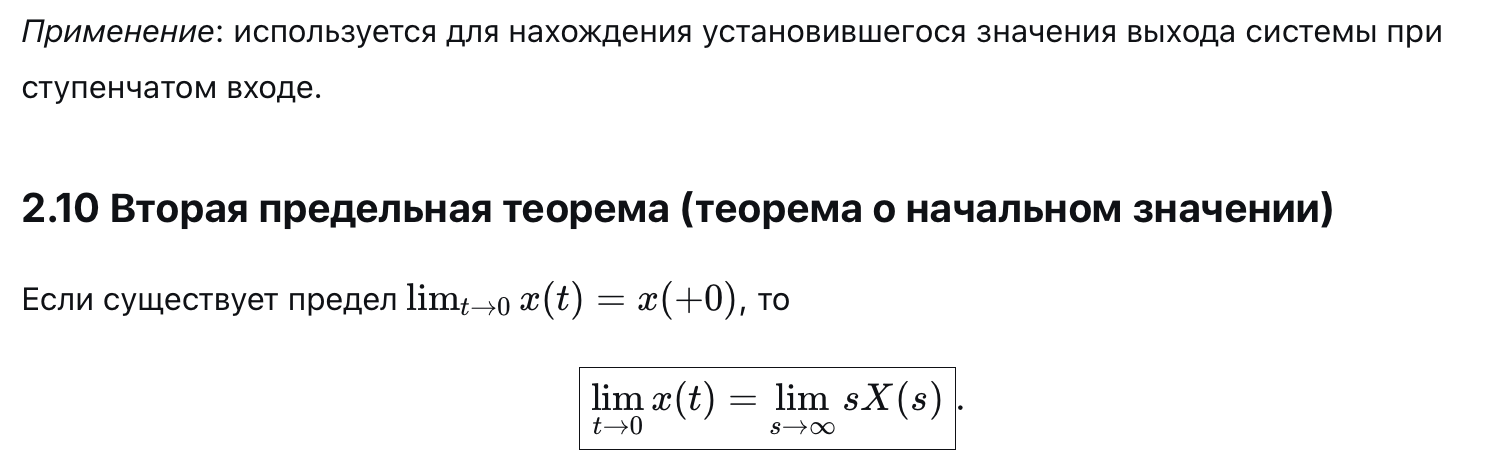 Применение: используется для нахождения установившегося значения выхода системы при
ступенчатом входе.
2.10 Вторая предельная теорема (теорема о начальном значении)
Если существует предел lim_{t→0} x(t) = x(+0), то
lim_{t→0} x(t) = lim_{s→∞} sX(s).